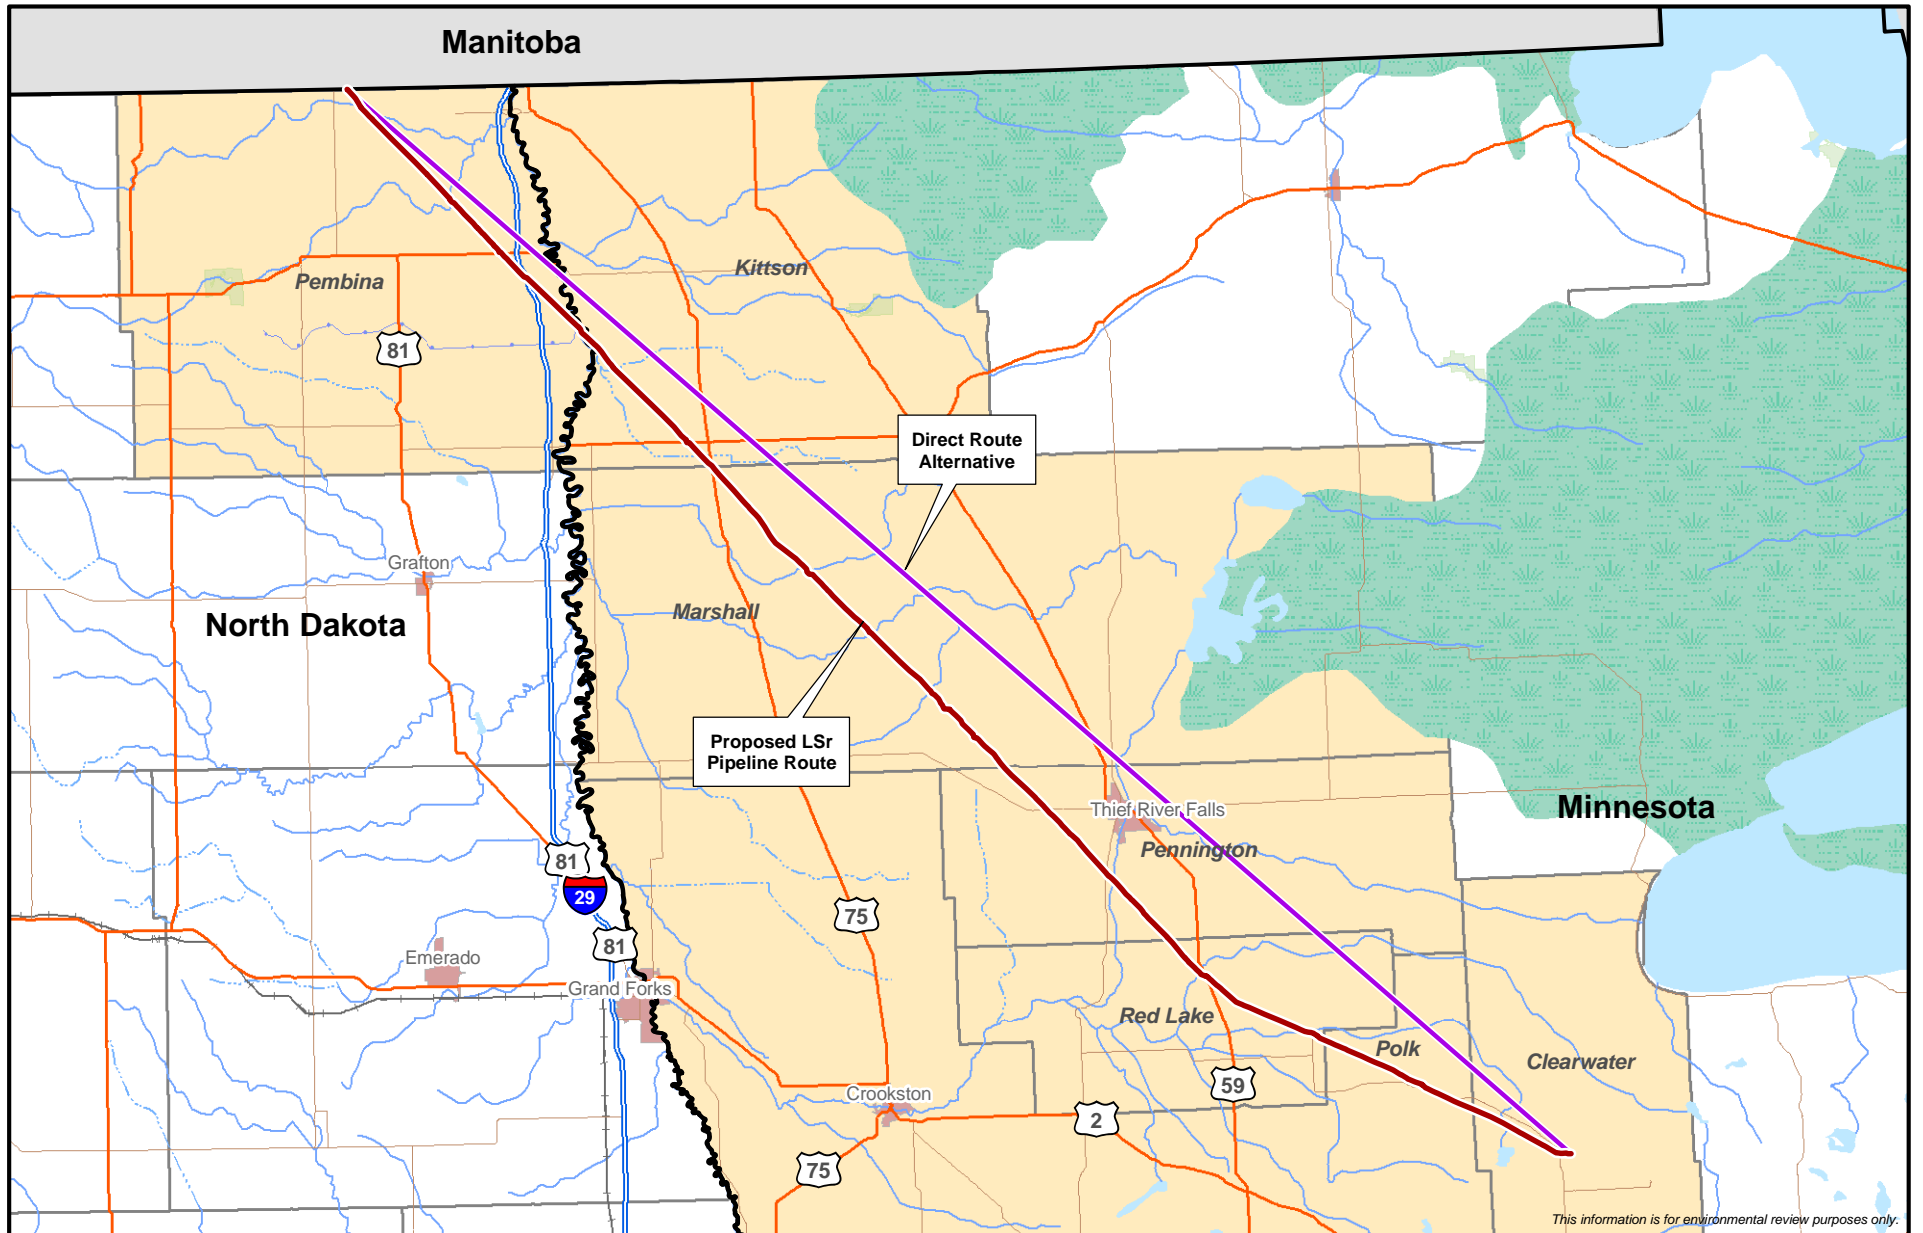 Manitoba
Kittson
Pembina
81
Direct Route
Alternative
Grafton
Marshall
North Dakota
Proposed LSr
Pipeline Route
Minnesota
Thief River Falls
Pennington
81
29
75
81
Emerado
Grand Forks
Red Lake
Polk
Clearwater
59
Crookston
2
75
This information is for environmental review purposes only.